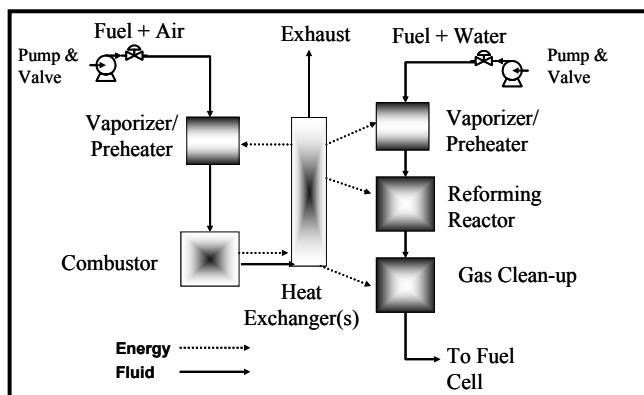 Fuel + Air
Pump &
Valve
Exhaust
Fuel + Water
Pump &
Valve
Vaporizer/
Preheater
Vaporizer/
Preheater
Reforming
Reactor
Combustor
Gas Clean-up
Heat
Exchanger(s)
Energy
Fluid
To Fuel
Cell